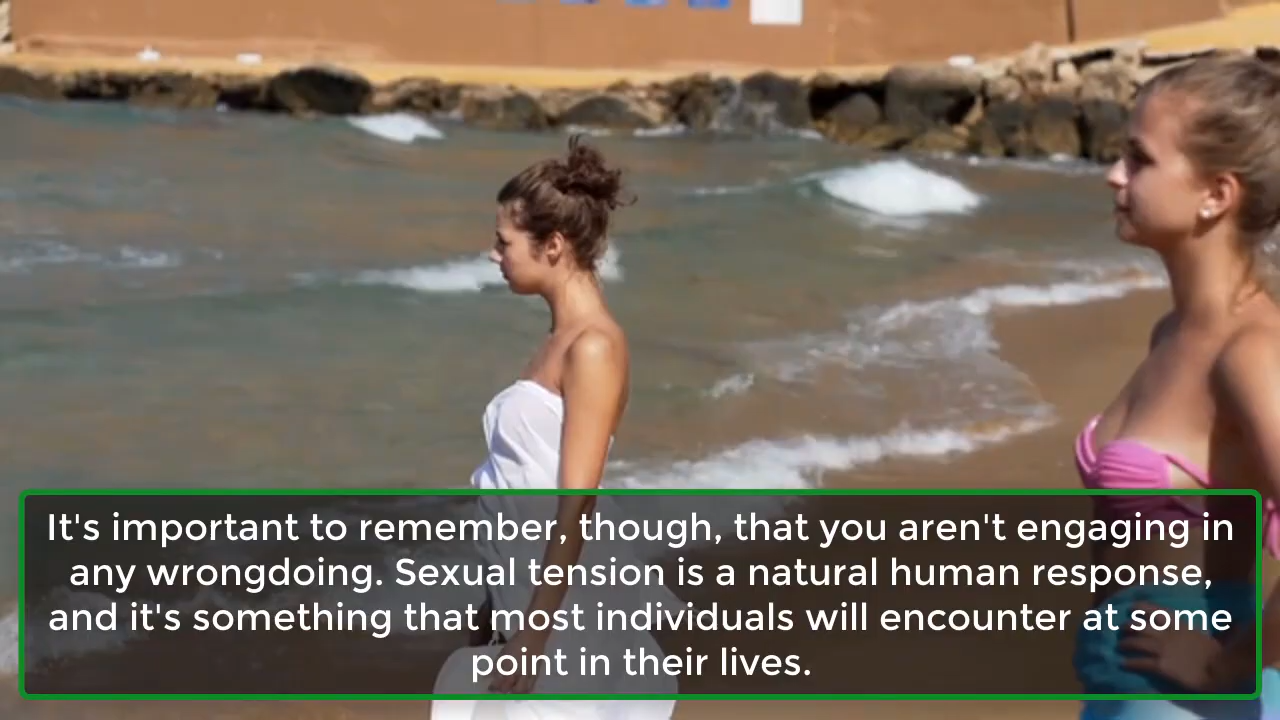 It's important to remember, though, that you aren't engaging in
any wrongdoing. Sexual tension is a natural human response,
and it's something that most individuals will encounter at some
point in their lives.